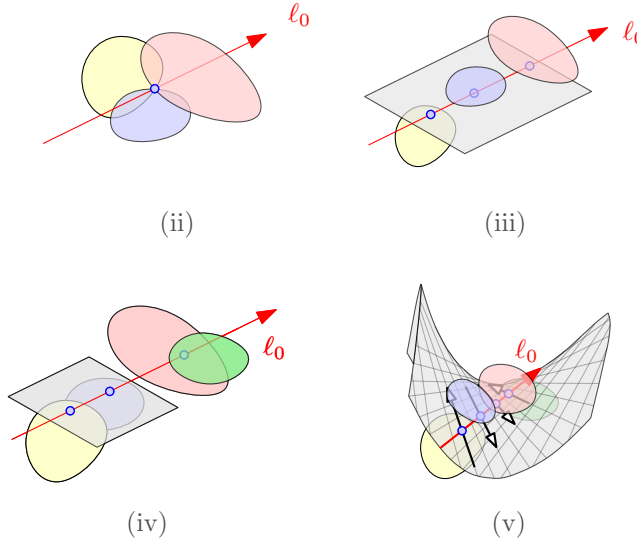 ℓ₀
ℓ₀
(ii)
(iii)
ℓ₀
ℓ₀
(iv)
(v)